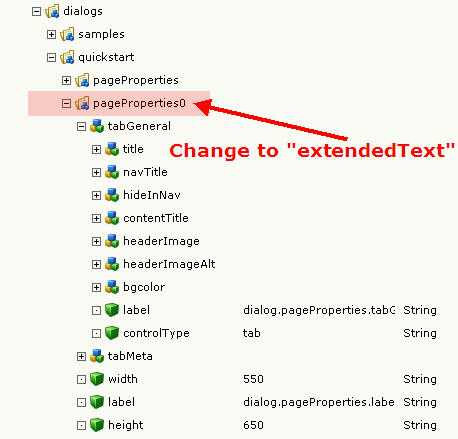 dialogs
samples
quickstart
pageProperties
pageProperties0
tabGeneral
title
Change to "extendedText"
navTitle
hideInNav
contentTitle
headerImage
headerImageAlt
bgcolor
label dialog.pageProperties.tabG String
controlType tab String
tabMeta
width 550 String
label dialog.pageProperties.labe String
height 650 String